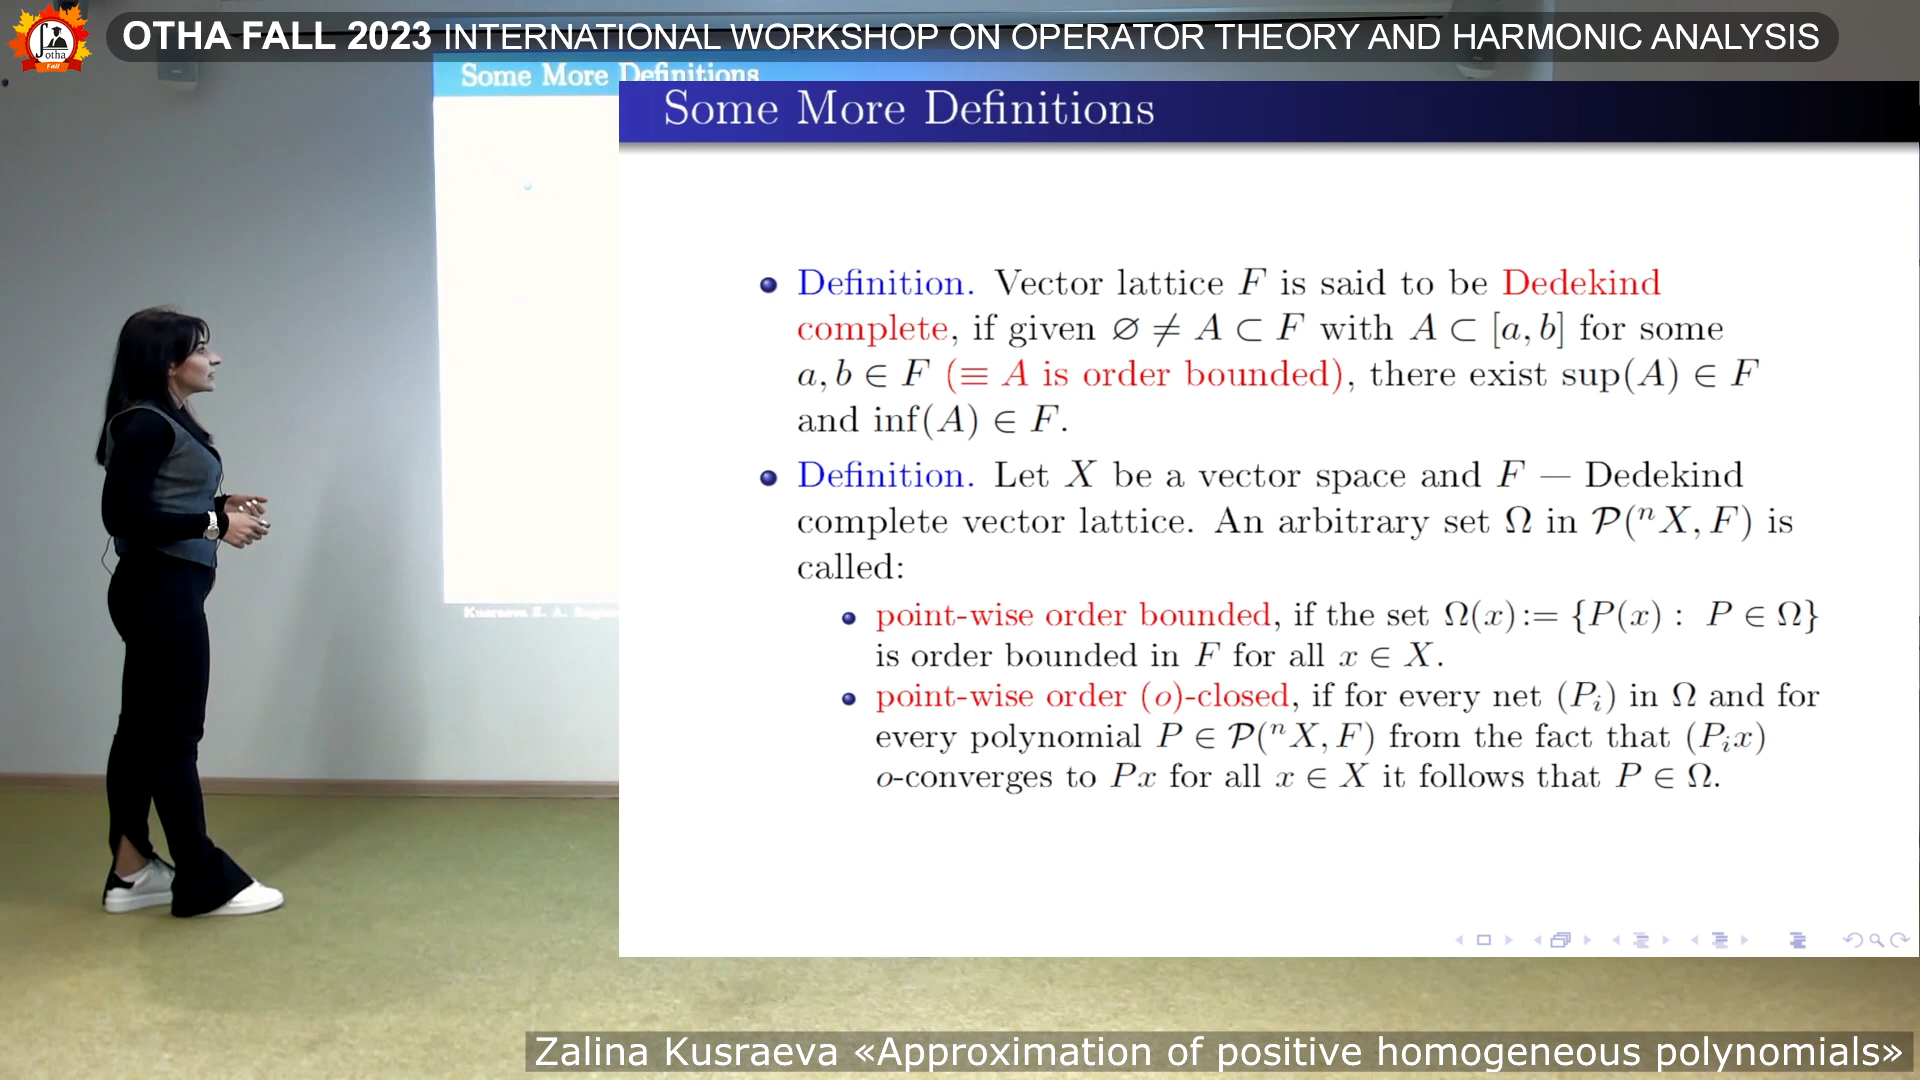 OTHA FALL 2023 INTERNATIONAL WORKSHOP ON OPERATOR THEORY AND HARMONIC ANALYSIS
otha
Fall
Some More Definitions
Some More Definitions
Definition. Vector lattice F is said to be Dedekind
complete, if given ∅ ≠ A ⊂ F with A ⊂ [a, b] for some
a, b ∈ F (≡ A is order bounded), there exist sup(A) ∈ F
and inf(A) ∈ F.
Definition. Let X be a vector space and F — Dedekind
complete vector lattice. An arbitrary set Ω in 𝒫(ⁿX, F) is
called:
point-wise order bounded, if the set Ω(x) := {P(x) : P ∈ Ω}
is order bounded in F for all x ∈ X.
point-wise order (o)-closed, if for every net (Pᵢ) in Ω and for
every polynomial P ∈ 𝒫(ⁿX, F) from the fact that (Pᵢx)
o-converges to Px for all x ∈ X it follows that P ∈ Ω.
Kusraeva Z. A.
Zalina Kusraeva «Approximation of positive homogeneous polynomials»